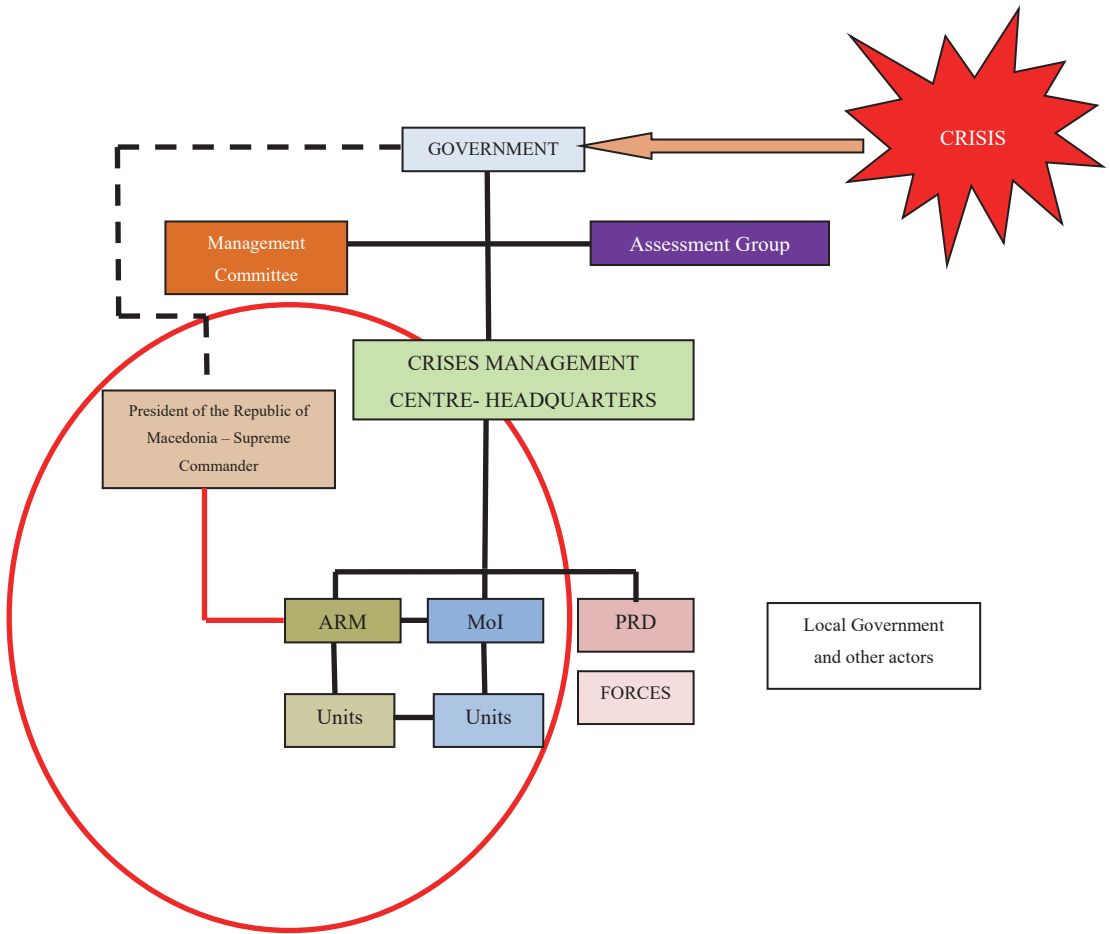 CRISIS
GOVERNMENT
Management
Committee
Assessment Group
CRISES MANAGEMENT
CENTRE- HEADQUARTERS
President of the Republic of
Macedonia – Supreme
Commander
ARM
MoI
PRD
Local Government
and other actors
Units
Units
FORCES